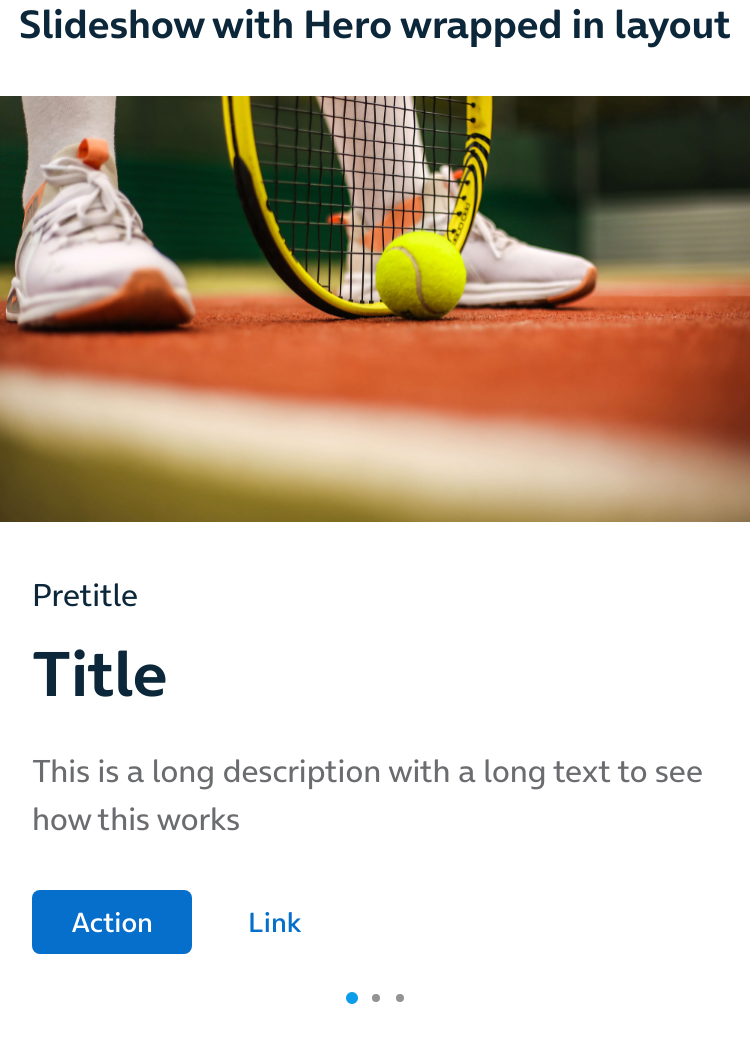 Slideshow with Hero wrapped in layout
Pretitle
Title
This is a long description with a long text to see
how this works
Action
Link